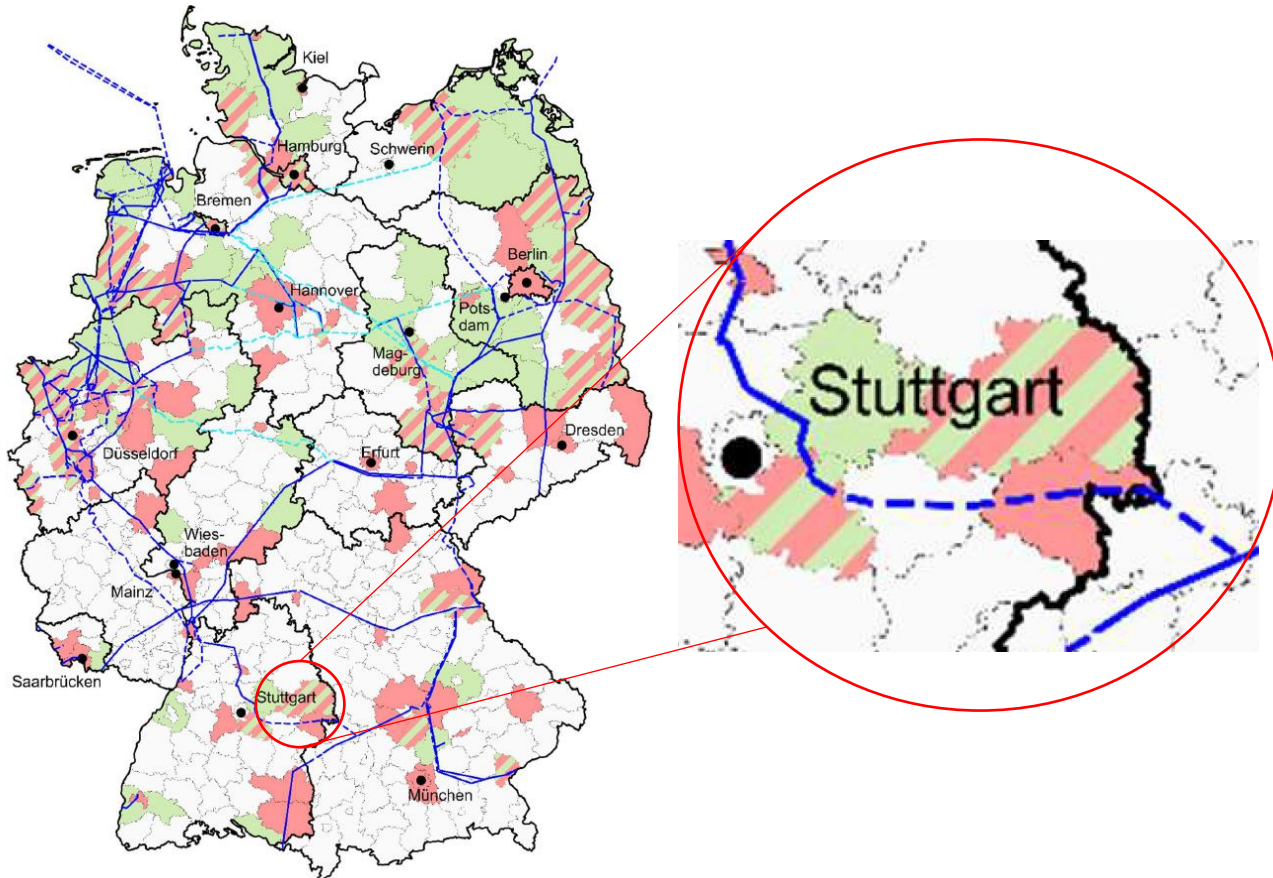 Kiel
Hamburg
Schwerin
Bremen
Berlin
Hannover
Pots-
dam
Mag-
deburg
Düsseldorf
Erfurt
Dresden
Wies-
baden
Mainz
Saarbrücken
Stuttgart
München
Stuttgart